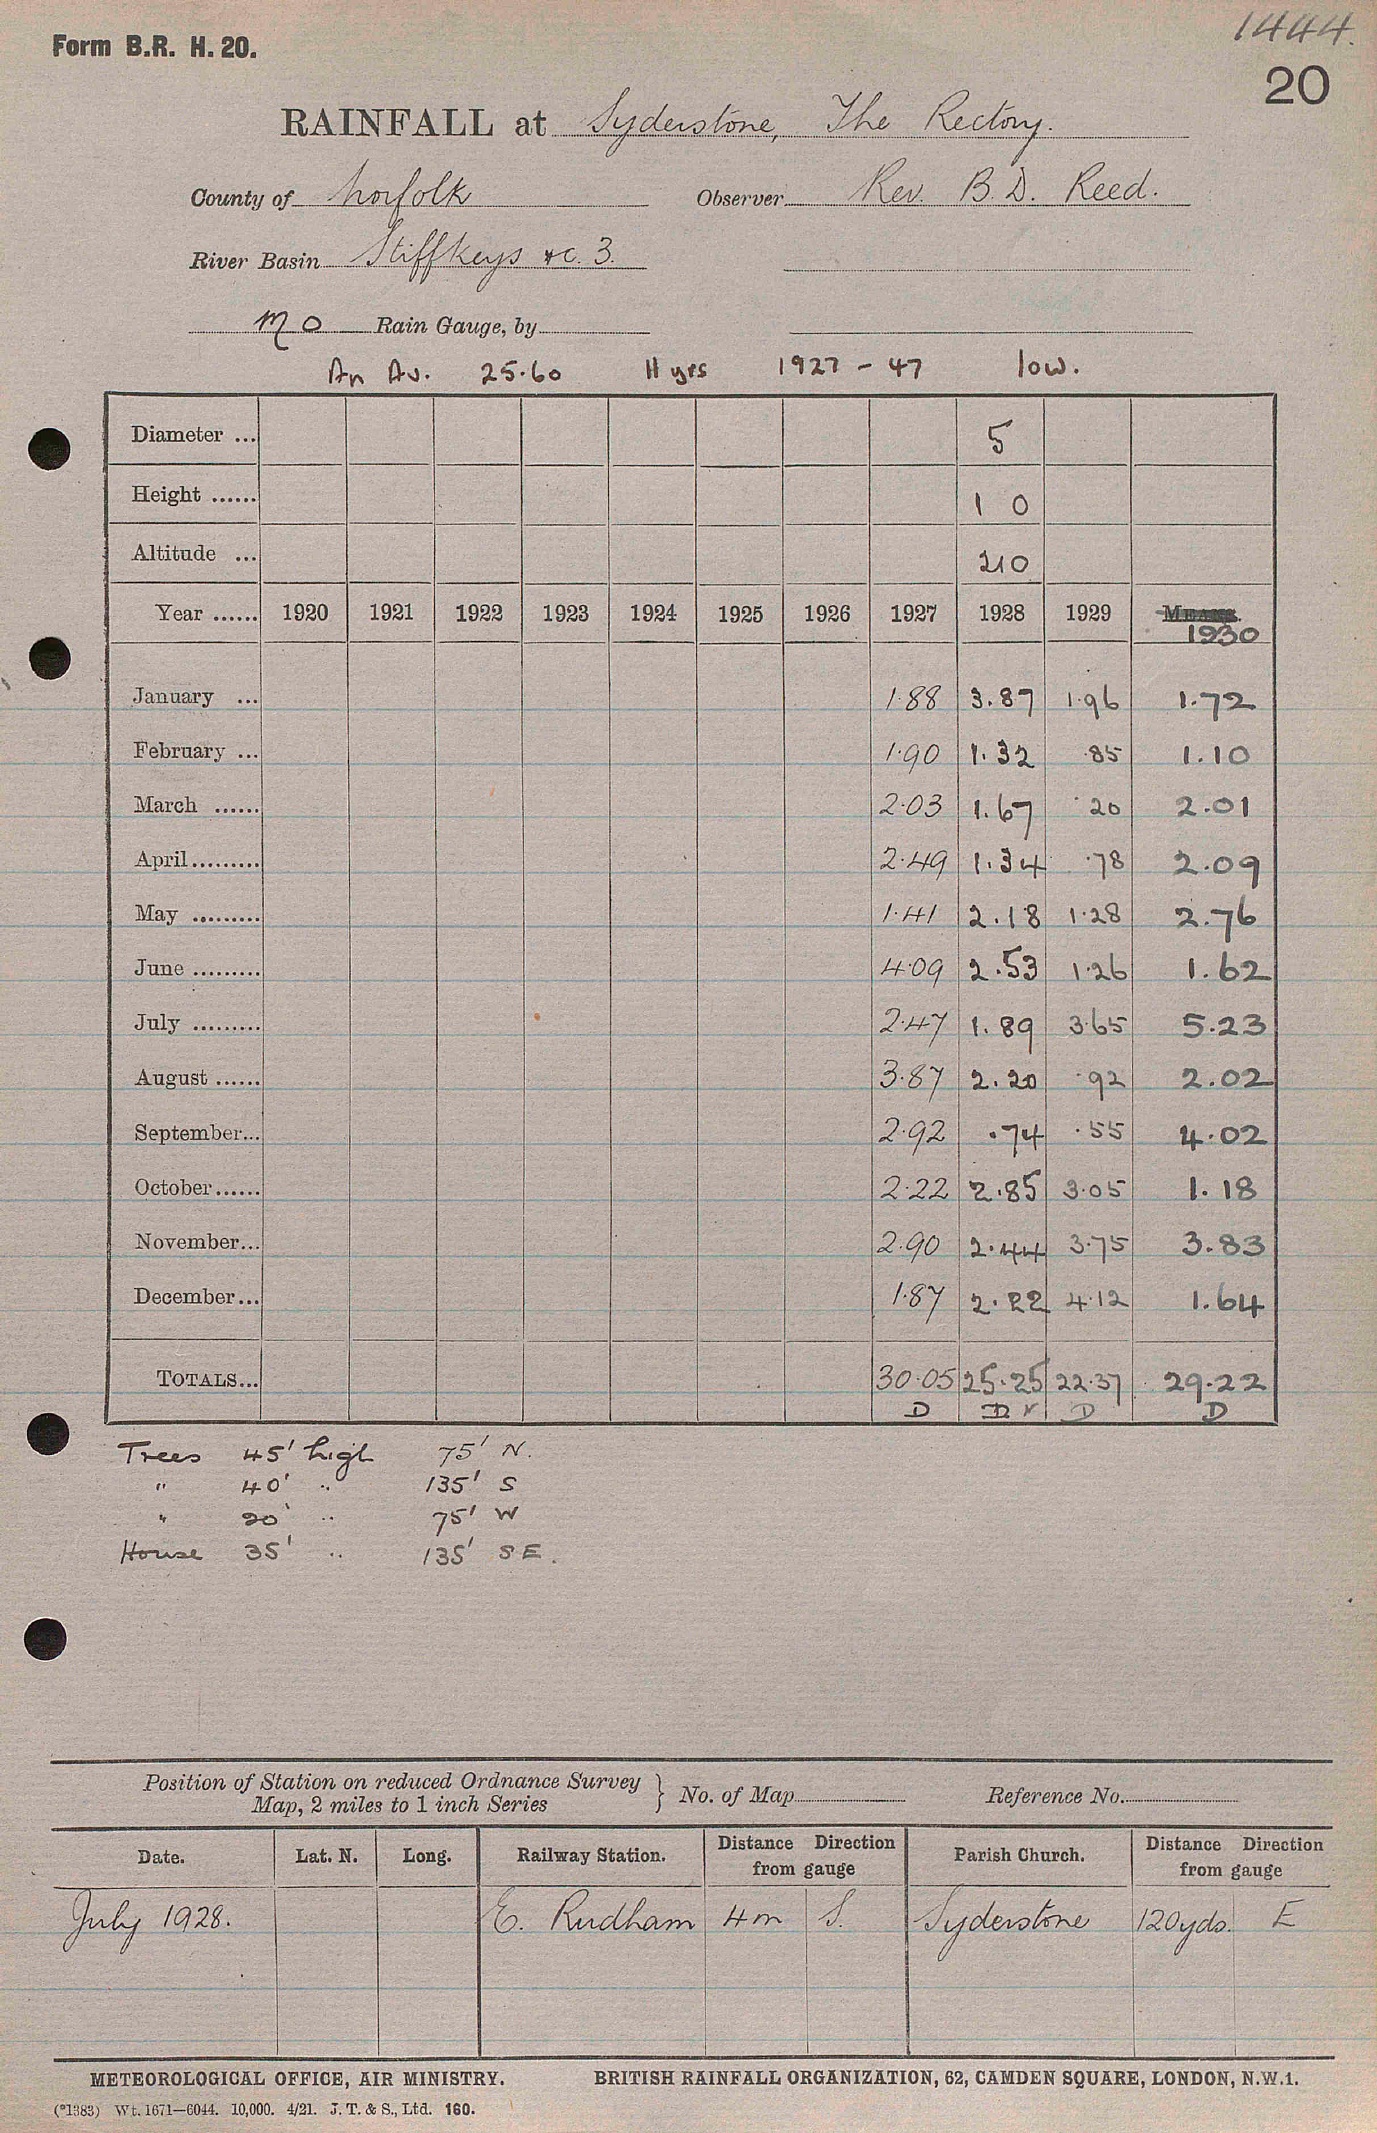 1444.
Form B.R. H. 20.
20
RAINFALL at Syderstone, The Rectory.
County of Norfolk Observer Rev. B. D. Reed.
River Basin Stiffkeys &c. 3.
MO Rain Gauge, by
An Av. 25.60 11 yrs 1927 - 47 low.
Diameter ... 5
Height ...... 1 0
Altitude ... 210
Year ...... 1920 1921 1922 1923 1924 1925 1926 1927 1928 1929 MEANS.
1930
January ... 1.88 3.87 1.96 1.72
February ... 1.90 1.32 .85 1.10
March ...... 2.03 1.67 .20 2.01
April......... 2.49 1.34 .78 2.09
May ......... 1.41 2.18 1.28 2.76
June ......... 4.09 2.53 1.26 1.62
July ......... 2.47 1.89 3.65 5.23
August ...... 3.87 2.20 .92 2.02
September... 2.92 .74 .55 4.02
October...... 2.22 2.85 3.05 1.18
November... 2.90 2.44 3.75 3.83
December... 1.87 2.22 4.12 1.64
TOTALS... 30.05 25.25 22.37 29.22
D D N D D
Trees 45' high 75' N.
" 40' .. 135' S
" 20' .. 75' W
House 35' .. 135' S E.
Position of Station on reduced Ordnance Survey
Map, 2 miles to 1 inch Series } No. of Map Reference No.
Date. Lat. N. Long. Railway Station. Distance Direction from gauge Parish Church. Distance Direction from gauge
July 1928. E. Rudham 4m S. Syderstone 120yds. E
METEOROLOGICAL OFFICE, AIR MINISTRY. BRITISH RAINFALL ORGANIZATION, 62, CAMDEN SQUARE, LONDON, N.W.1.
(*1383) Wt. 1671—6044. 10,000. 4/21. J. T. & S., Ltd. 160.